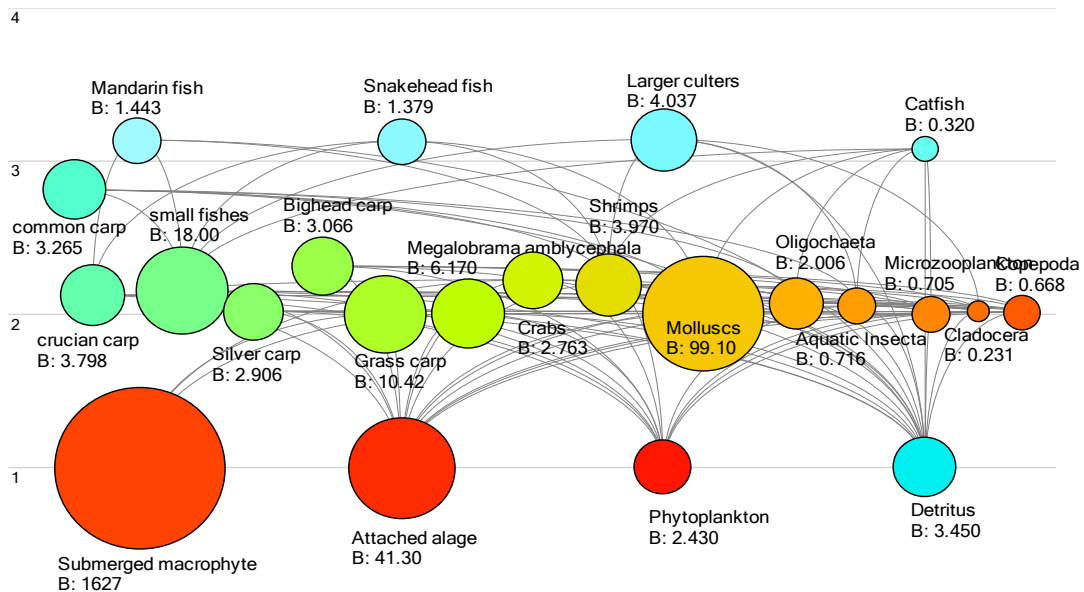 4
Mandarin fish
B: 1.443
Snakehead fish
B: 1.379
Larger culters
B: 4.037
Catfish
B: 0.320
3
common carp
B: 3.265
small fishes
B: 18.00
Bighead carp
B: 3.066
Megalobrama amblycephala
B: 6.170
Shrimps
B: 3.970
Oligochaeta
B: 2.006
Microzooplankton
B: 0.705
Copepoda
B: 0.668
2
crucian carp
B: 3.798
Silver carp
B: 2.906
Grass carp
B: 10.42
Crabs
B: 2.763
Molluscs
B: 99.10
Aquatic Insecta
B: 0.716
Cladocera
B: 0.231
1
Submerged macrophyte
B: 1627
Attached alage
B: 41.30
Phytoplankton
B: 2.430
Detritus
B: 3.450